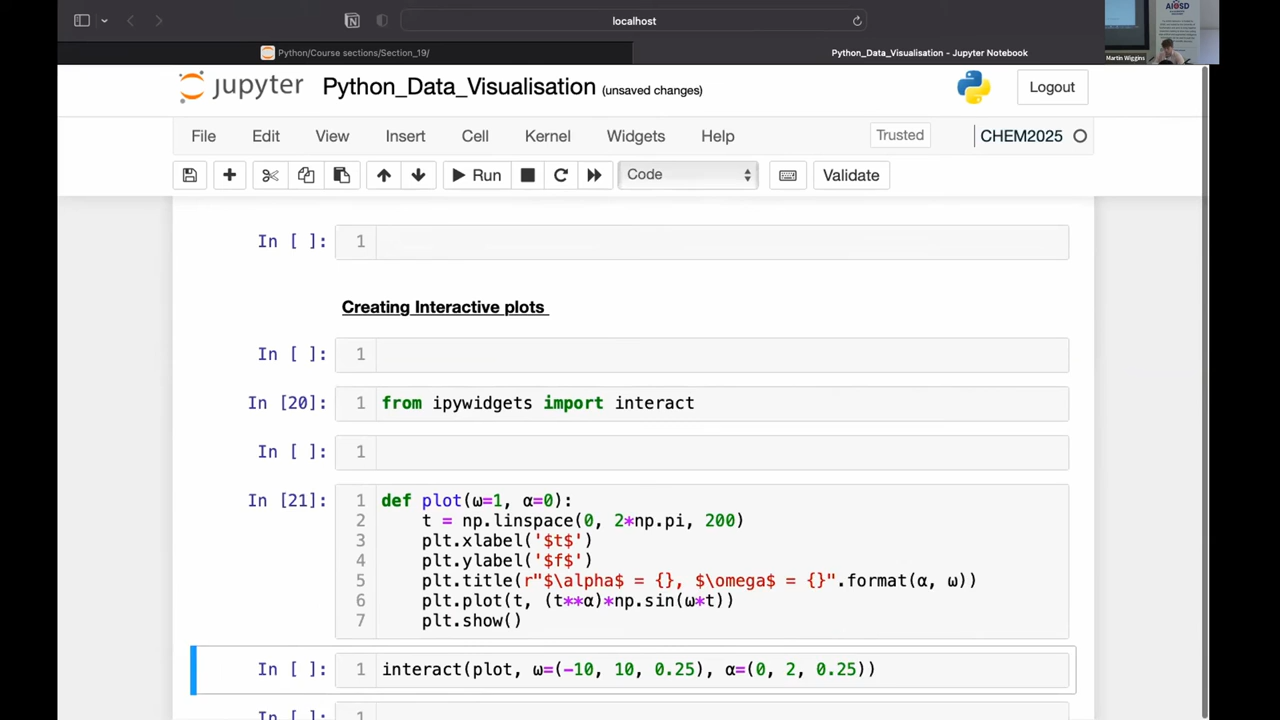 localhost
Python/Course sections/Section_19/
Python_Data_Visualisation - Jupyter Notebook
AIOSD
Martin Wiggins
jupyter Python_Data_Visualisation (unsaved changes)
Logout
File Edit View Insert Cell Kernel Widgets Help
Trusted
CHEM2025
Run
Code
Validate
In [ ]: 1
Creating Interactive plots
In [ ]: 1
In [20]: 1 from ipywidgets import interact
In [ ]: 1
In [21]: 1 def plot(ω=1, α=0):
2 t = np.linspace(0, 2*np.pi, 200)
3 plt.xlabel('$t$')
4 plt.ylabel('$f$')
5 plt.title(r"$\alpha$ = {}, $\omega$ = {}".format(α, ω))
6 plt.plot(t, (t**α)*np.sin(ω*t))
7 plt.show()
In [ ]: 1 interact(plot, ω=(-10, 10, 0.25), α=(0, 2, 0.25))
In [ ]: 1